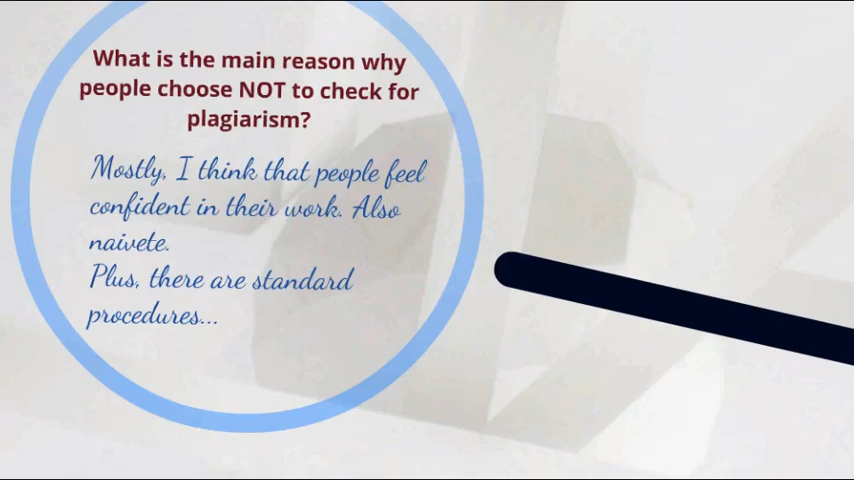 What is the main reason why
people choose NOT to check for
plagiarism?
Mostly, I think that people feel
confident in their work. Also
naivete.
Plus, there are standard
procedures...